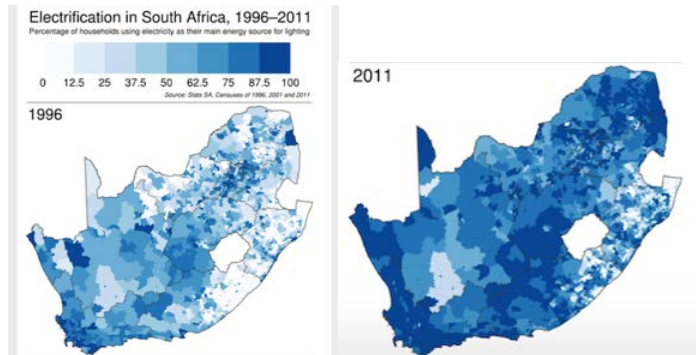 Electrification in South Africa, 1996–2011
Percentage of households using electricity as their main energy source for lighting
0 12.5 25 37.5 50 62.5 75 87.5 100
Source: Stats SA, Censuses of 1996, 2001 and 2011
1996
2011